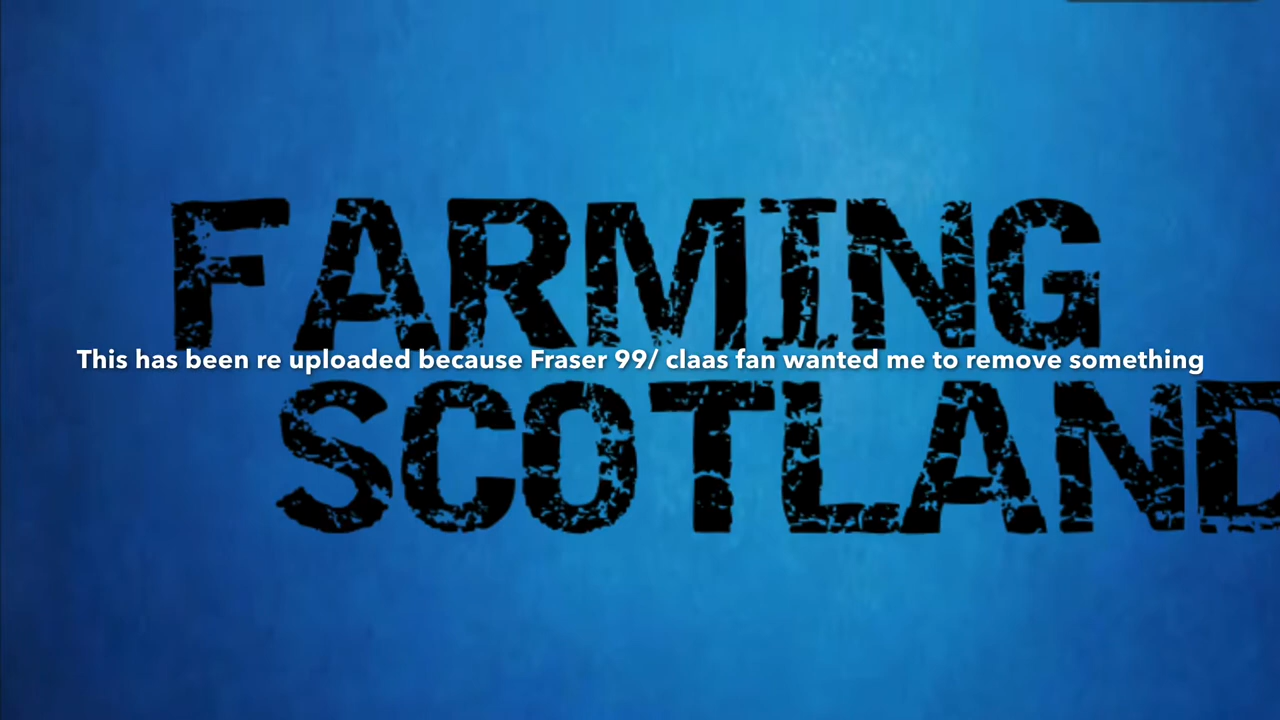 FARMING
This has been re uploaded because Fraser 99/ claas fan wanted me to remove something
SCOTLAND